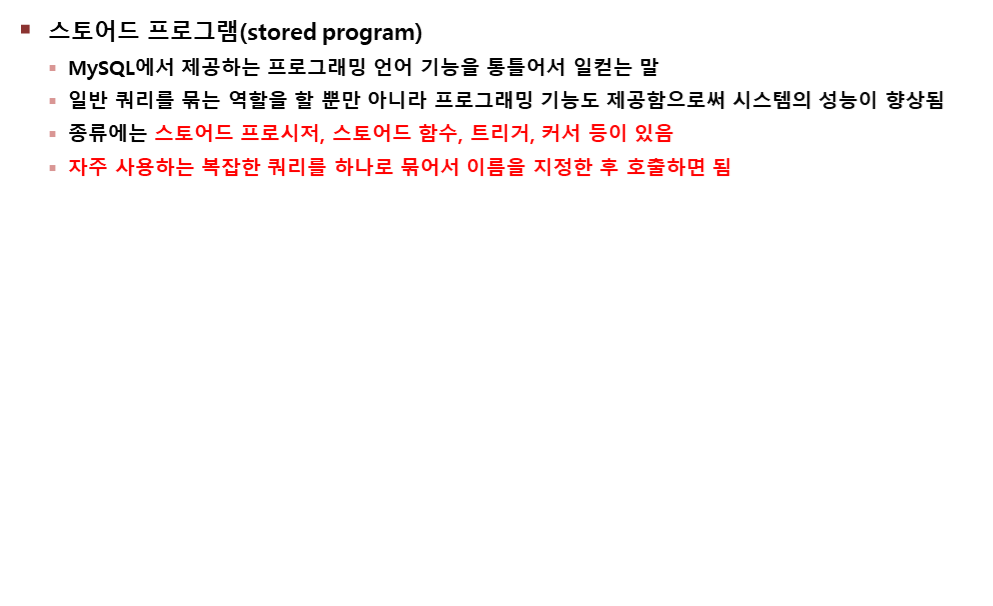 스토어드 프로그램(stored program)
MySQL에서 제공하는 프로그래밍 언어 기능을 통틀어서 일컫는 말
일반 쿼리를 묶는 역할을 할 뿐만 아니라 프로그래밍 기능도 제공함으로써 시스템의 성능이 향상됨
종류에는 스토어드 프로시저, 스토어드 함수, 트리거, 커서 등이 있음
자주 사용하는 복잡한 쿼리를 하나로 묶어서 이름을 지정한 후 호출하면 됨